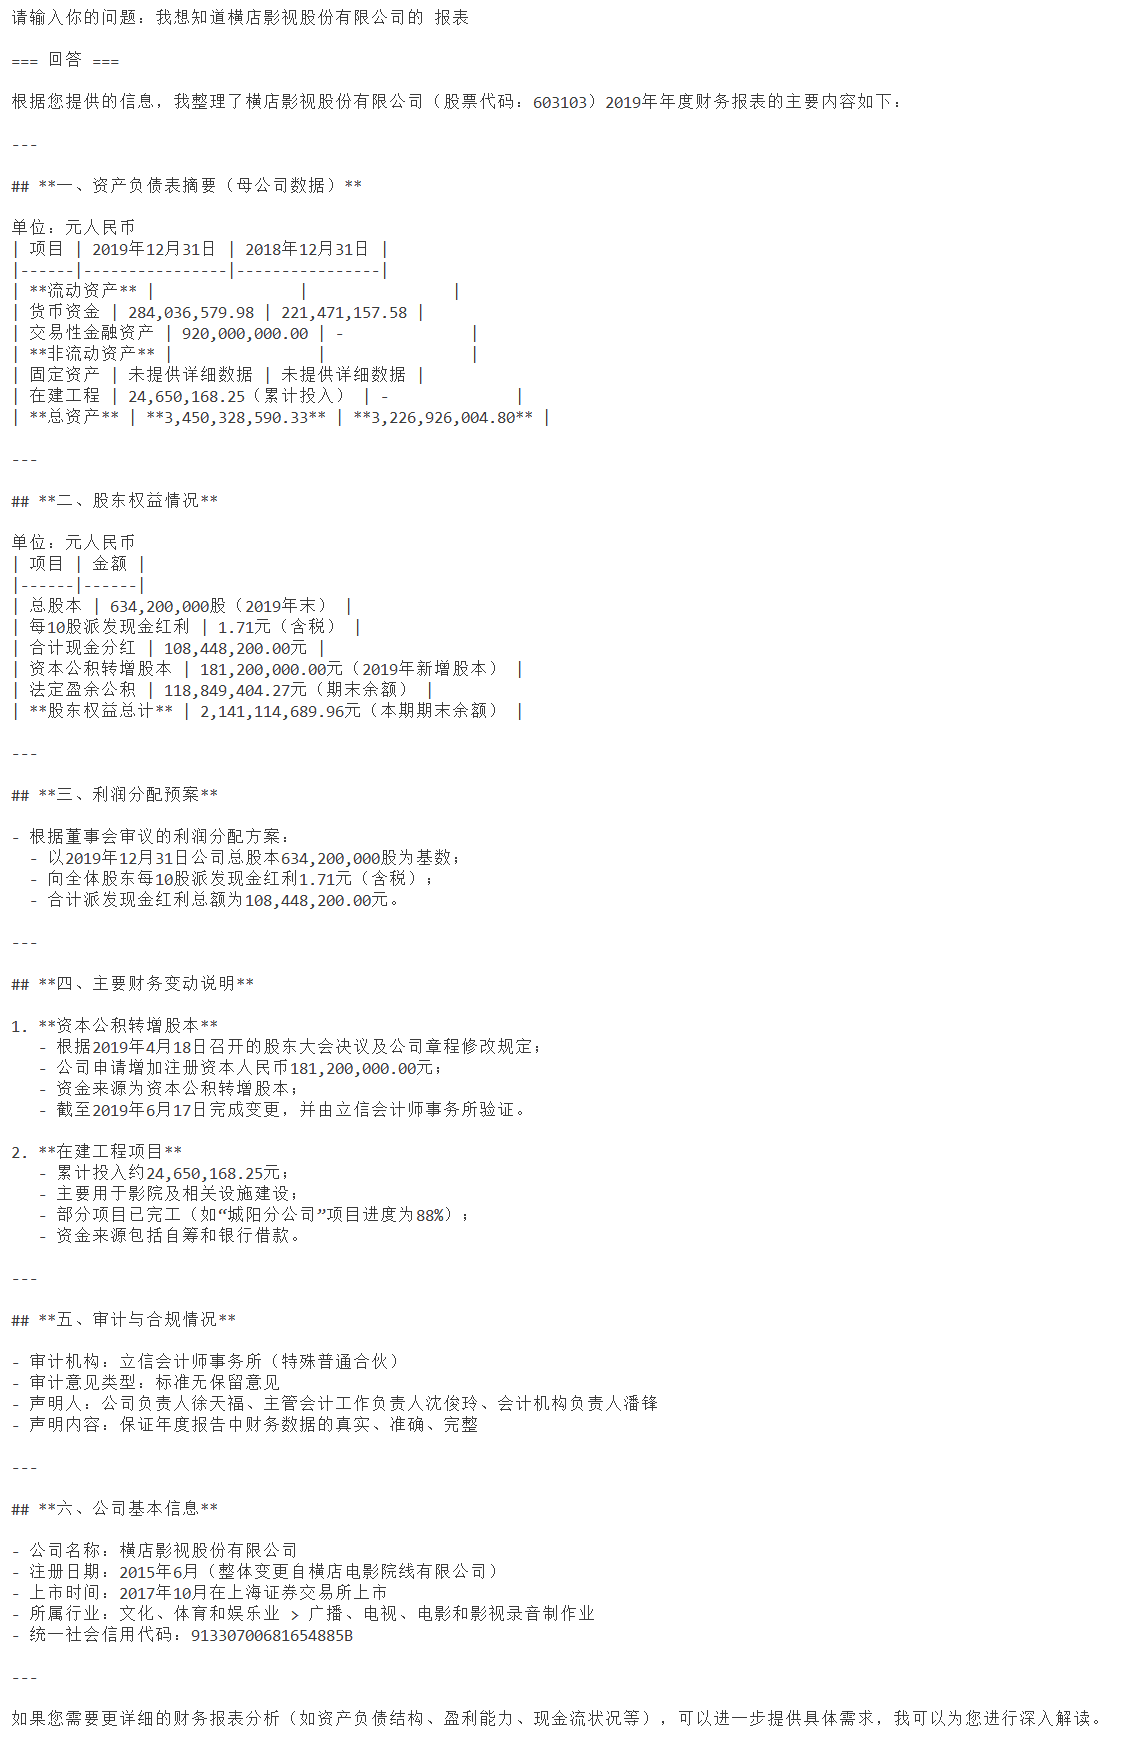 请输入你的问题：我想知道横店影视股份有限公司的 报表
=== 回答 ===
根据您提供的信息，我整理了横店影视股份有限公司（股票代码：603103）2019年年度财务报表的主要内容如下：
---
## **一、资产负债表摘要（母公司数据）**
单位：元人民币
| 项目 | 2019年12月31日 | 2018年12月31日 |
|------|----------------|----------------|
| **流动资产** |                |                |
| 货币资金 | 284,036,579.98 | 221,471,157.58 |
| 交易性金融资产 | 920,000,000.00 | -              |
| **非流动资产** |                |                |
| 固定资产 | 未提供详细数据 | 未提供详细数据 |
| 在建工程 | 24,650,168.25（累计投入） | -              |
| **总资产** | **3,450,328,590.33** | **3,226,926,004.80** |
---
## **二、股东权益情况**
单位：元人民币
| 项目 | 金额 |
|------|------|
| 总股本 | 634,200,000股（2019年末） |
| 每10股派发现金红利 | 1.71元（含税） |
| 合计现金分红 | 108,448,200.00元 |
| 资本公积转增股本 | 181,200,000.00元（2019年新增股本） |
| 法定盈余公积 | 118,849,404.27元（期末余额） |
| **股东权益总计** | 2,141,114,689.96元（本期期末余额） |
---
## **三、利润分配预案**
- 根据董事会审议的利润分配方案：
  - 以2019年12月31日公司总股本634,200,000股为基数；
  - 向全体股东每10股派发现金红利1.71元（含税）；
  - 合计派发现金红利总额为108,448,200.00元。
---
## **四、主要财务变动说明**
1. **资本公积转增股本**
   - 根据2019年4月18日召开的股东大会决议及公司章程修改规定；
   - 公司申请增加注册资本人民币181,200,000.00元；
   - 资金来源为资本公积转增股本；
   - 截至2019年6月17日完成变更，并由立信会计师事务所验证。
2. **在建工程项目**
   - 累计投入约24,650,168.25元；
   - 主要用于影院及相关设施建设；
   - 部分项目已完工（如“城阳分公司”项目进度为88%）；
   - 资金来源包括自筹和银行借款。
---
## **五、审计与合规情况**
- 审计机构：立信会计师事务所（特殊普通合伙）
- 审计意见类型：标准无保留意见
- 声明人：公司负责人徐天福、主管会计工作负责人沈俊玲、会计机构负责人潘锋
- 声明内容：保证年度报告中财务数据的真实、准确、完整
---
## **六、公司基本信息**
- 公司名称：横店影视股份有限公司
- 注册日期：2015年6月（整体变更自横店电影院线有限公司）
- 上市时间：2017年10月在上海证券交易所上市
- 所属行业：文化、体育和娱乐业 > 广播、电视、电影和影视录音制作业
- 统一社会信用代码：91330700681654885B
---
如果您需要更详细的财务报表分析（如资产负债结构、盈利能力、现金流状况等），可以进一步提供具体需求，我可以为您进行深入解读。